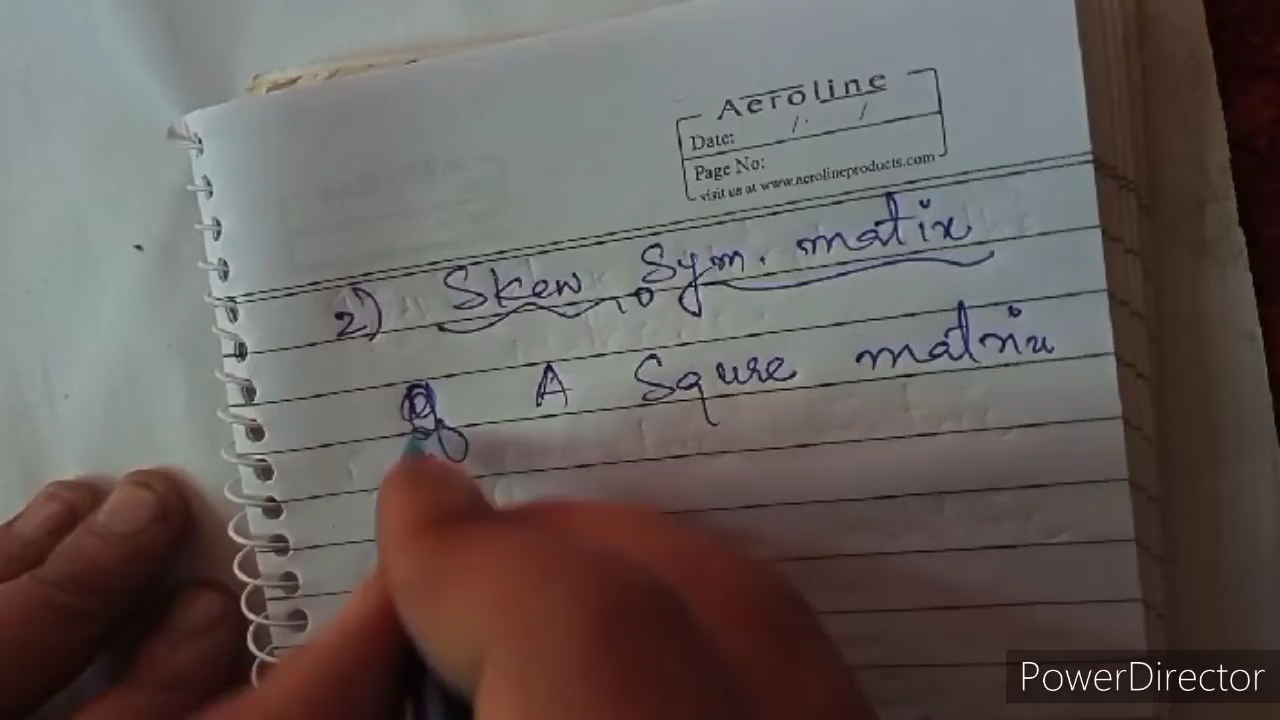 Aeroline
Date: / /
Page No:
visit us at www.aerolineproducts.com
2) Skew Sym. matix
A Squre matrix
PowerDirector